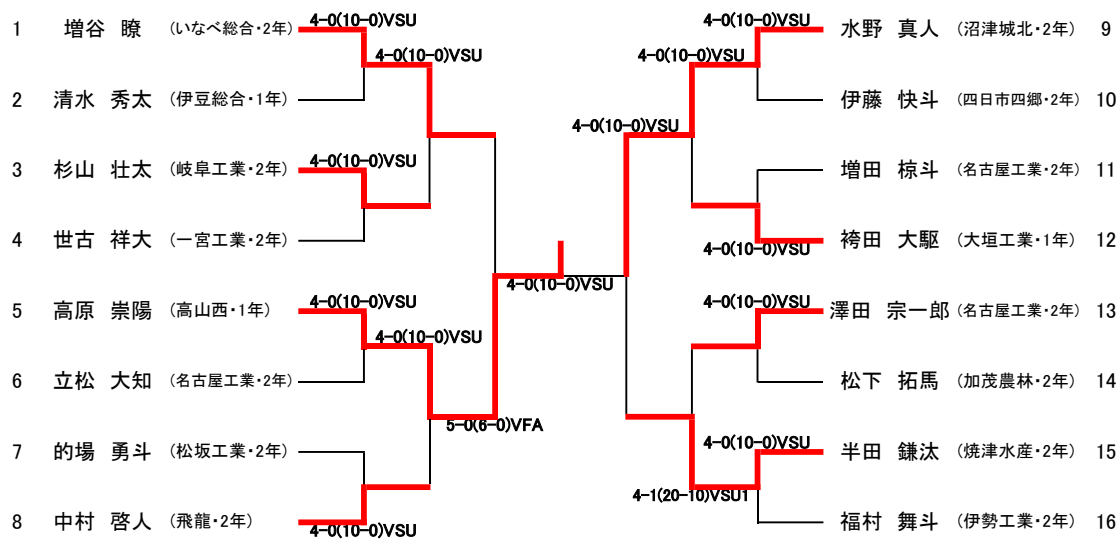 4-0(10-0)VSU
1 増谷 瞭 (いなべ総合・2年)
4-0(10-0)VSU
2 清水 秀太 (伊豆総合・1年)
4-0(10-0)VSU
3 杉山 壮太 (岐阜工業・2年)
4 世古 祥大 (一宮工業・2年)
4-0(10-0)VSU
5 高原 崇陽 (高山西・1年)
4-0(10-0)VSU
6 立松 大知 (名古屋工業・2年)
5-0(6-0)VFA
7 的場 勇斗 (松坂工業・2年)
8 中村 啓人 (飛龍・2年)
4-0(10-0)VSU
4-0(10-0)VSU
4-0(10-0)VSU
水野 真人 (沼津城北・2年) 9
4-0(10-0)VSU
伊藤 快斗 (四日市四郷・2年) 10
4-0(10-0)VSU
増田 椋斗 (名古屋工業・2年) 11
袴田 大駆 (大垣工業・1年) 12
4-0(10-0)VSU
4-0(10-0)VSU
澤田 宗一郎 (名古屋工業・2年) 13
松下 拓馬 (加茂農林・2年) 14
4-0(10-0)VSU
半田 鎌汰 (焼津水産・2年) 15
4-1(20-10)VSU1
福村 舞斗 (伊勢工業・2年) 16